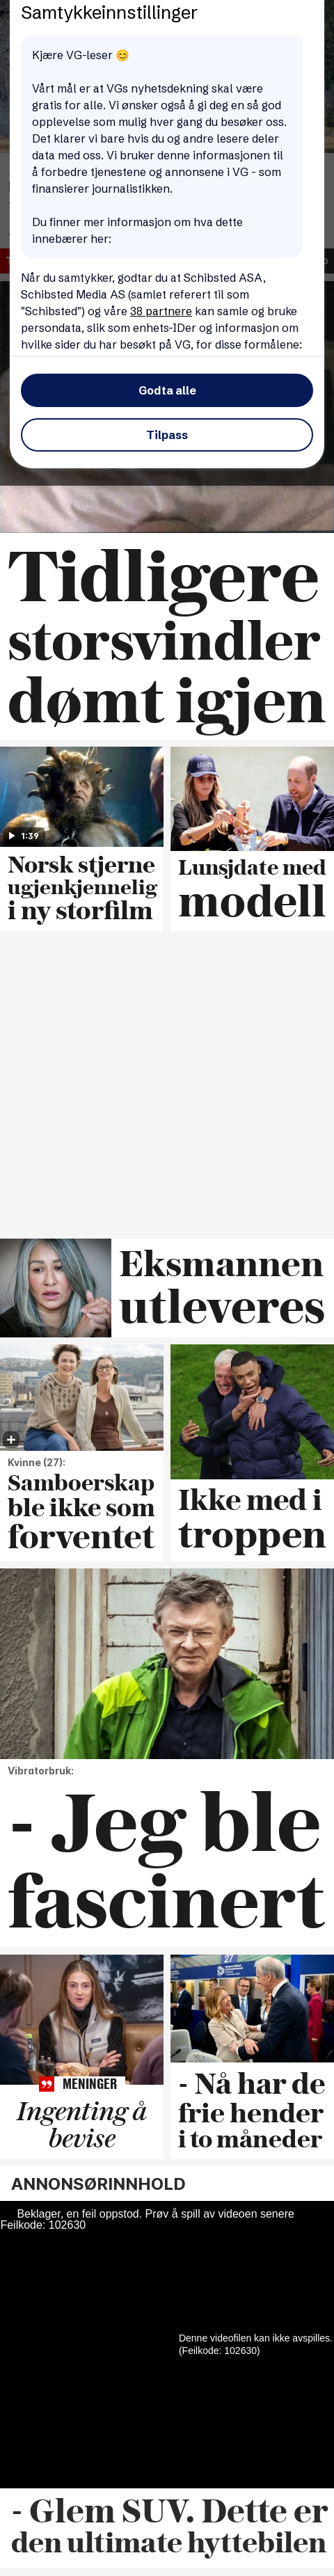 Samtykkeinnstillinger
Kjære VG-leser 😊
Vårt mål er at VGs nyhetsdekning skal være
gratis for alle. Vi ønsker også å gi deg en så god
opplevelse som mulig hver gang du besøker oss.
Det klarer vi bare hvis du og andre lesere deler
data med oss. Vi bruker denne informasjonen til
å forbedre tjenestene og annonsene i VG - som
finansierer journalistikken.
Du finner mer informasjon om hva dette
innebærer her:
Når du samtykker, godtar du at Schibsted ASA,
Schibsted Media AS (samlet referert til som
"Schibsted") og våre 38 partnere kan samle og bruke
persondata, slik som enhets-IDer og informasjon om
hvilke sider du har besøkt på VG, for disse formålene:
Godta alle
Tilpass
Tidligere
storsvindler
dømt igjen
1:39
Norsk stjerne
ugjenkjennelig
i ny storfilm
Lunsjdate med
modell
Eksmannen
utleveres
Kvinne (27):
Samboerskap
ble ikke som
forventet
Ikke med i
troppen
Vibratorbruk:
- Jeg ble
fascinert
MENINGER
Ingenting å
bevise
27
- Nå har de
frie hender
i to måneder
ANNONSØRINNHOLD
Beklager, en feil oppstod. Prøv å spill av videoen senere
Feilkode: 102630
Denne videofilen kan ikke avspilles.
(Feilkode: 102630)
- Glem SUV. Dette er
den ultimate hyttebilen